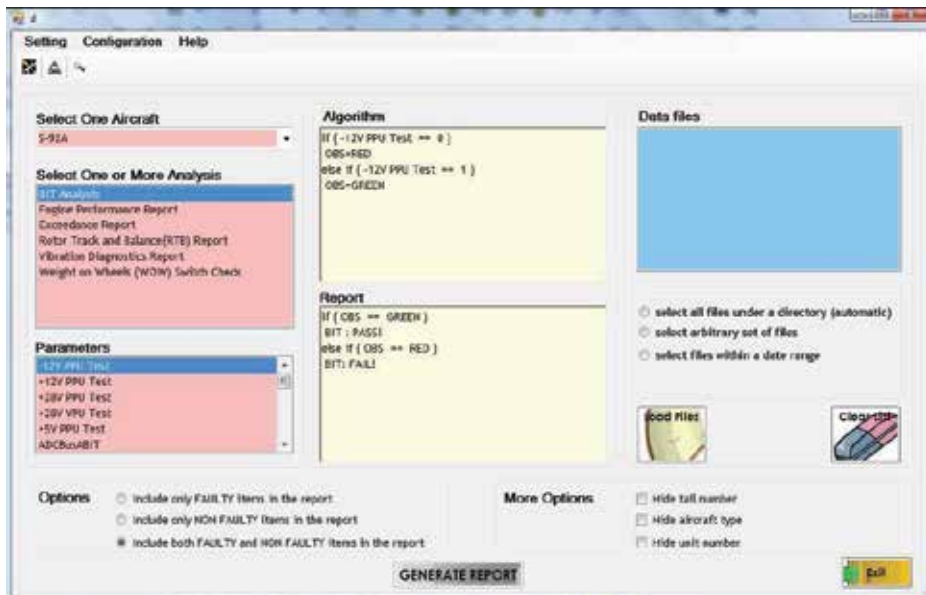 Setting Configuration Help
Select One Aircraft
S-92A
Select One or More Analysis
BIT Analysis
Engine Performance Report
Exceedance Report
Rotor Track and Balance(RTB) Report
Vibration Diagnostics Report
Weight on Wheels (WOW) Switch Check
Parameters
-12V PPU Test
+12V PPU Test
+28V PPU Test
+28V VPU Test
+5V PPU Test
ADCBusABIT
Algorithm
If ( -12V PPU Test == 0 )
OBS=RED
else If ( -12V PPU Test == 1 )
OBS=GREEN
Report
If ( OBS == GREEN )
BIT : PASS!
else If ( OBS == RED )
BIT: FAIL!
Data files
select all files under a directory (automatic)
select arbitrary set of files
select files within a date range
Load Files
Clear
Options
Include only FAULTY Items in the report
Include only NON FAULTY Items in the report
Include both FAULTY and NON FAULTY Items in the report
More Options
Hide tail number
Hide aircraft type
Hide unit number
GENERATE REPORT
Exit